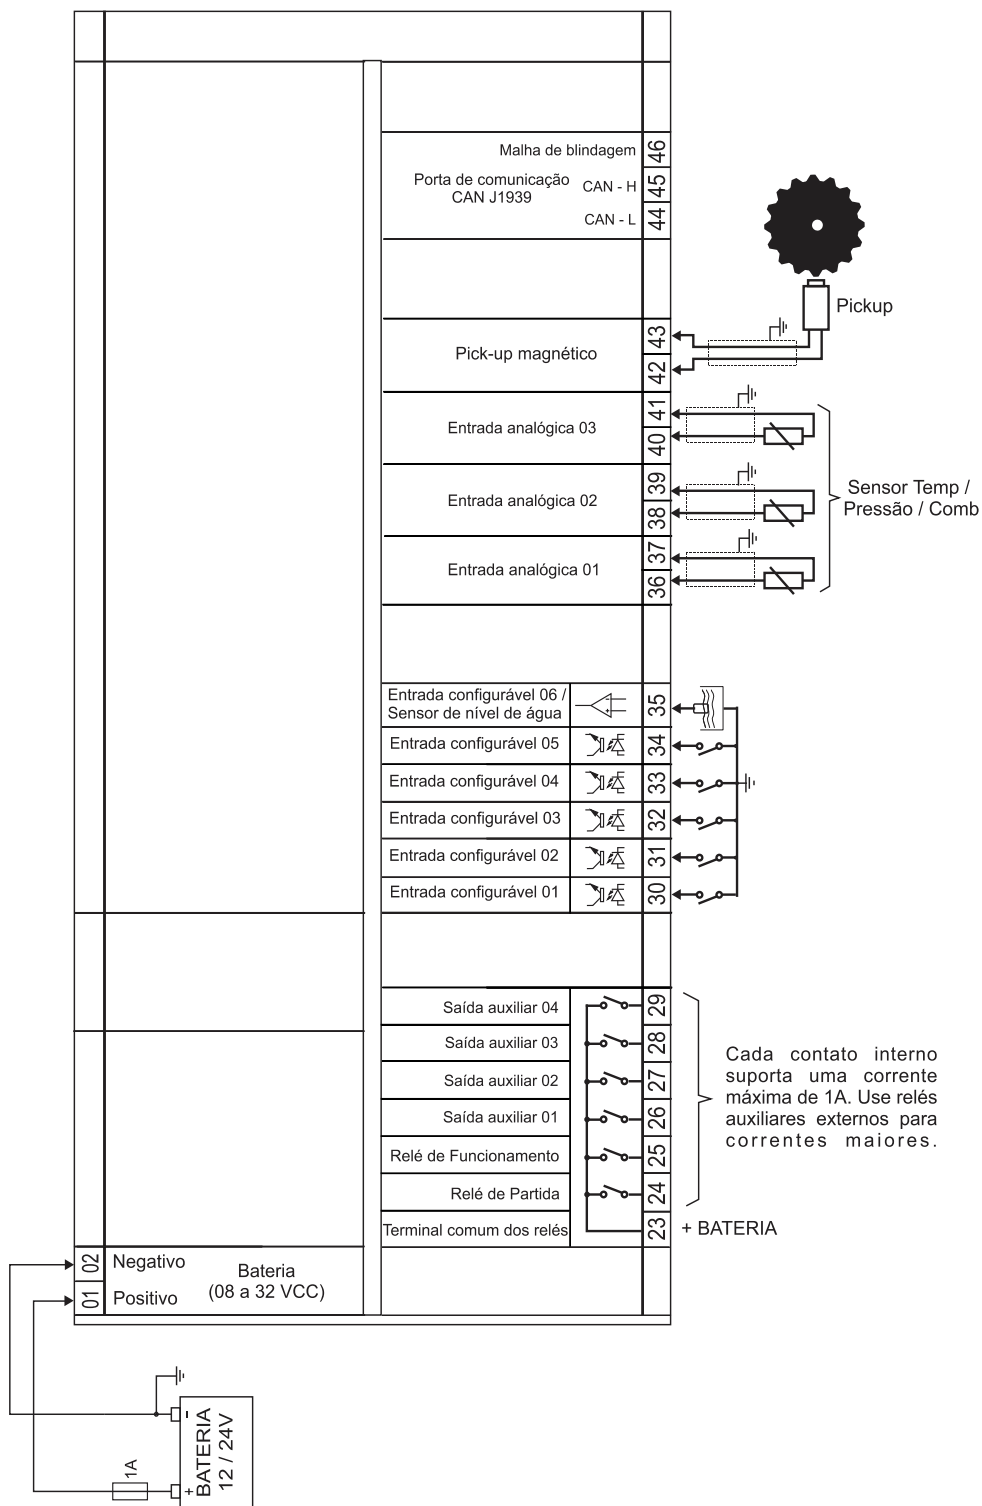 Malha de blindagem
46
Porta de comunicação
CAN J1939
CAN - H
45
CAN - L
44
Pickup
Pick-up magnético
43
42
Entrada analógica 03
41
40
Entrada analógica 02
39
38
Entrada analógica 01
37
36
Sensor Temp /
Pressão / Comb
Entrada configurável 06 /
Sensor de nível de água
- +
35
Entrada configurável 05
34
Entrada configurável 04
33
Entrada configurável 03
32
Entrada configurável 02
31
Entrada configurável 01
30
Saída auxiliar 04
29
Saída auxiliar 03
28
Saída auxiliar 02
27
Saída auxiliar 01
26
Relé de Funcionamento
25
Relé de Partida
24
Terminal comum dos relés
23
+ BATERIA
Cada contato interno
suporta uma corrente
máxima de 1A. Use relés
auxiliares externos para
correntes maiores.
02
Negativo
01
Positivo
Bateria
(08 a 32 VCC)
1A
- +
BATERIA
12 / 24V